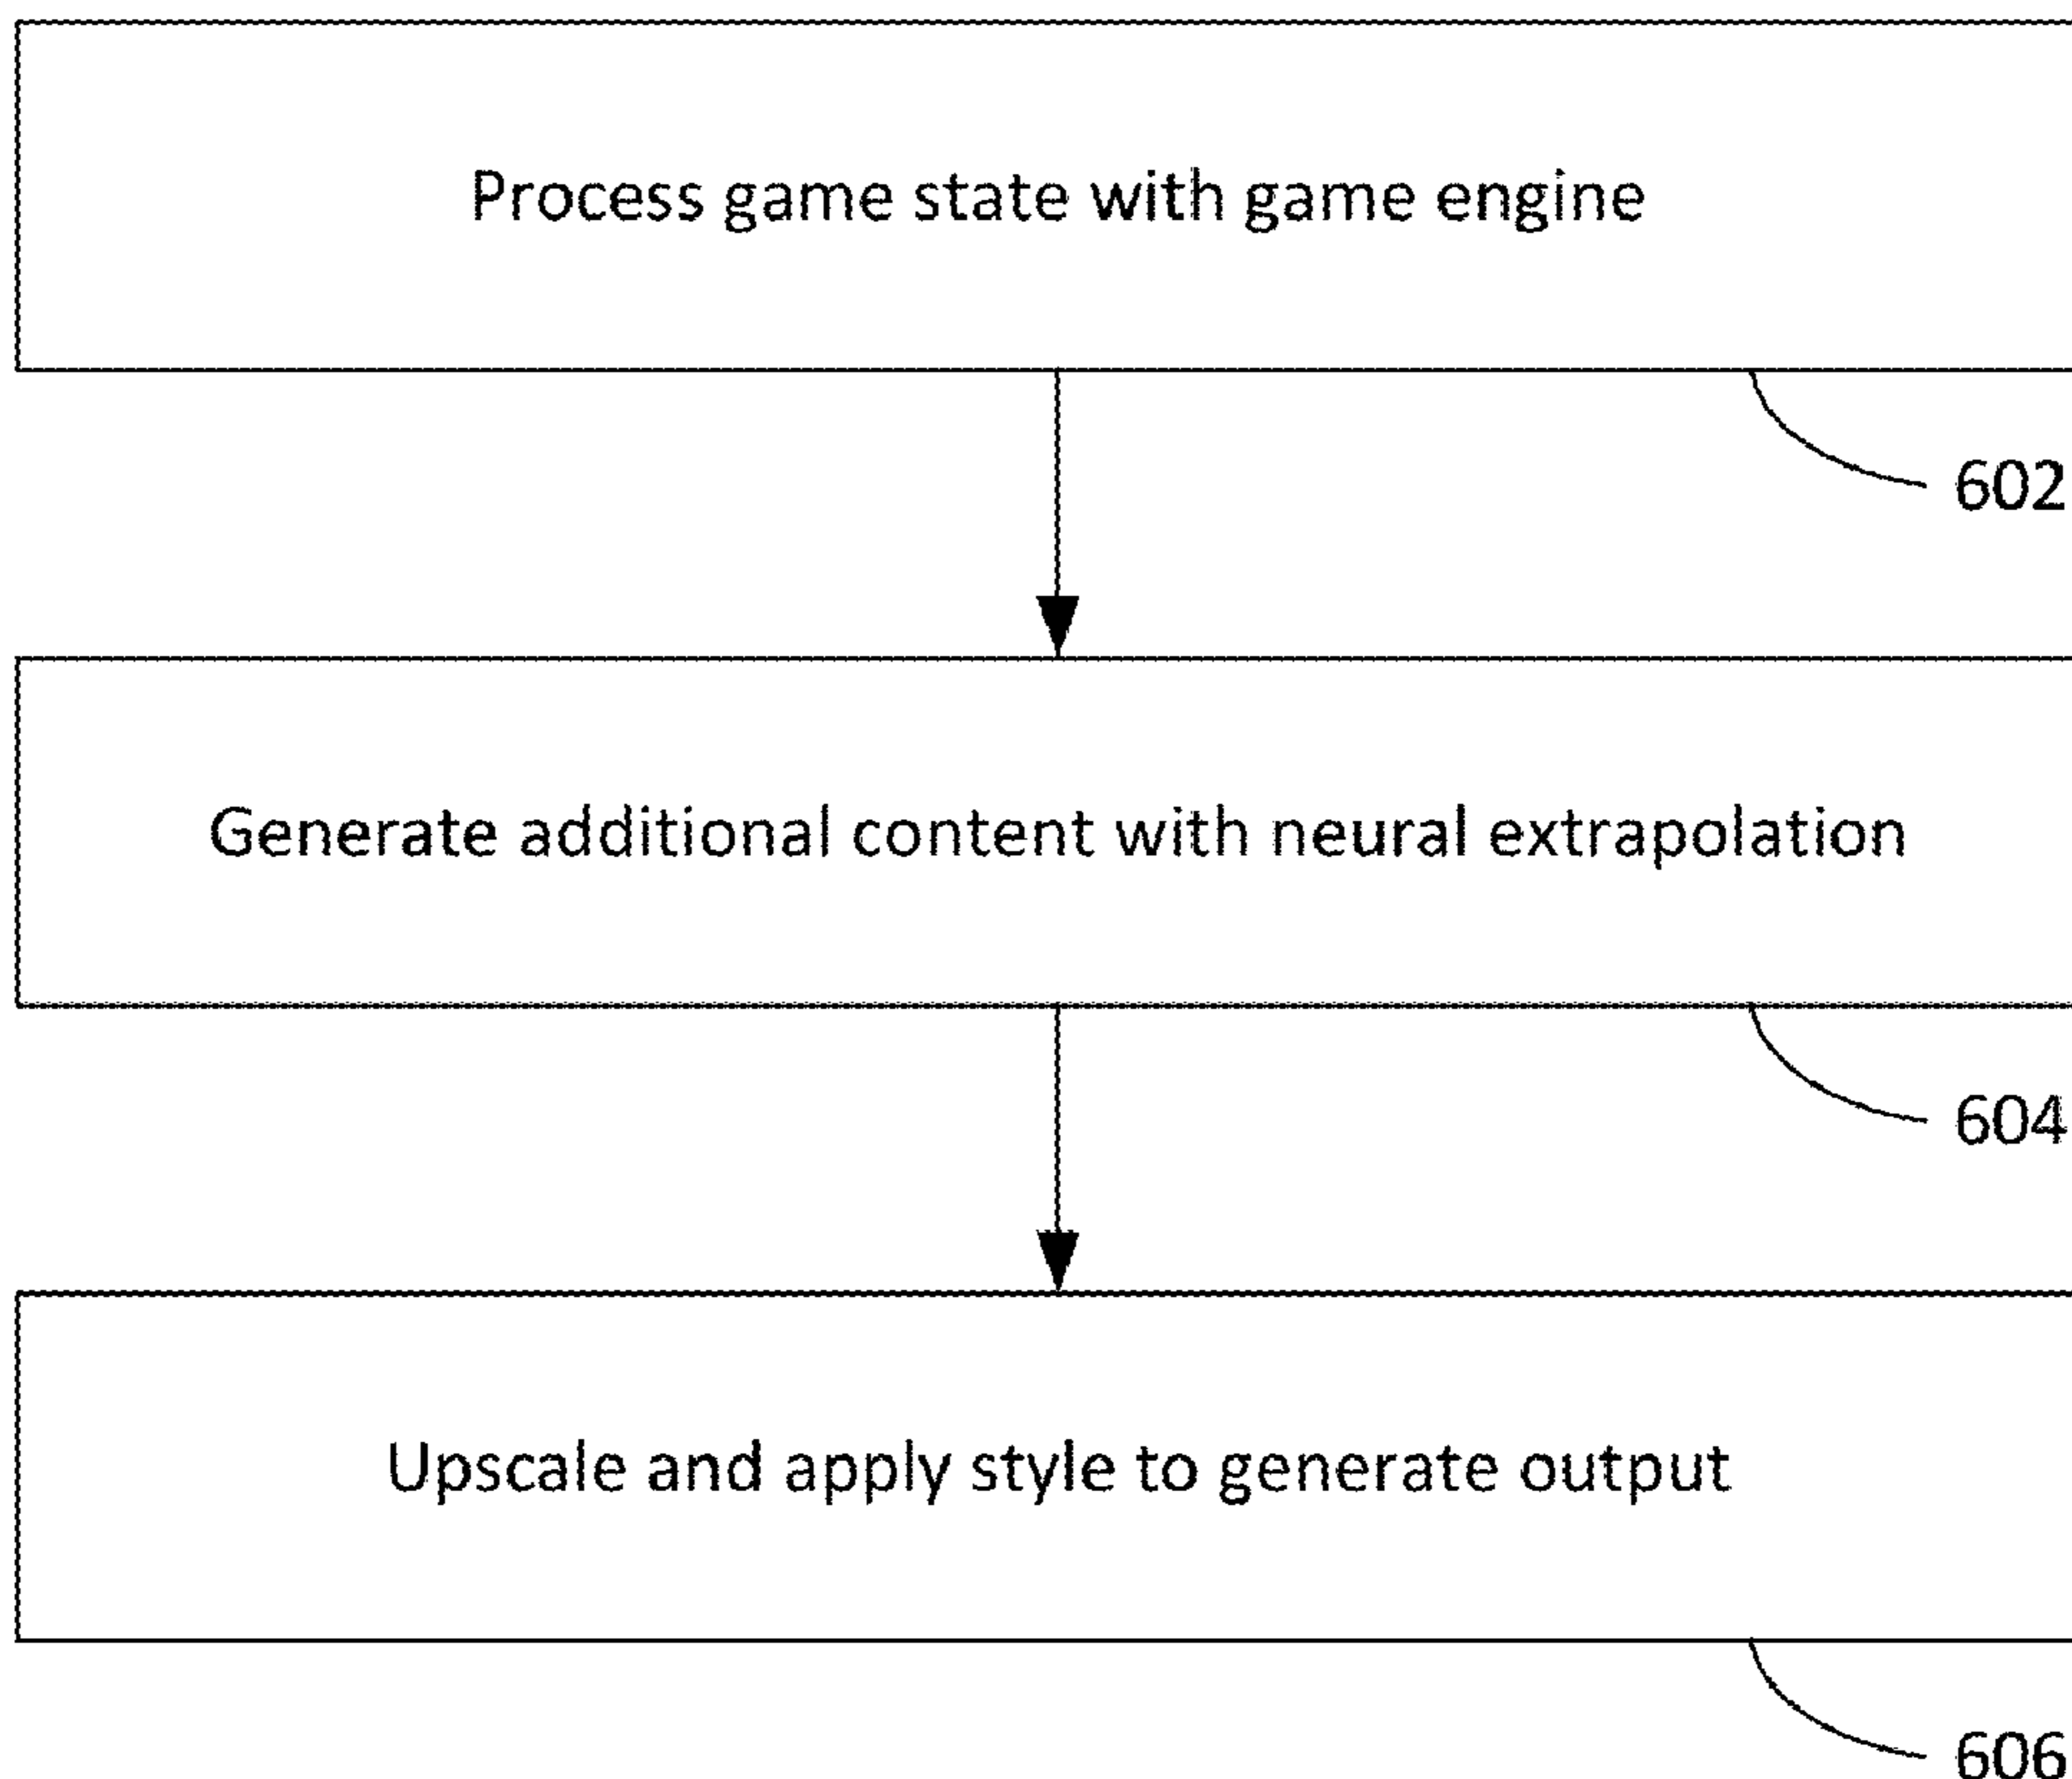 Process game state with game engine
602
Generate additional content with neural extrapolation
604
Upscale and apply style to generate output
606